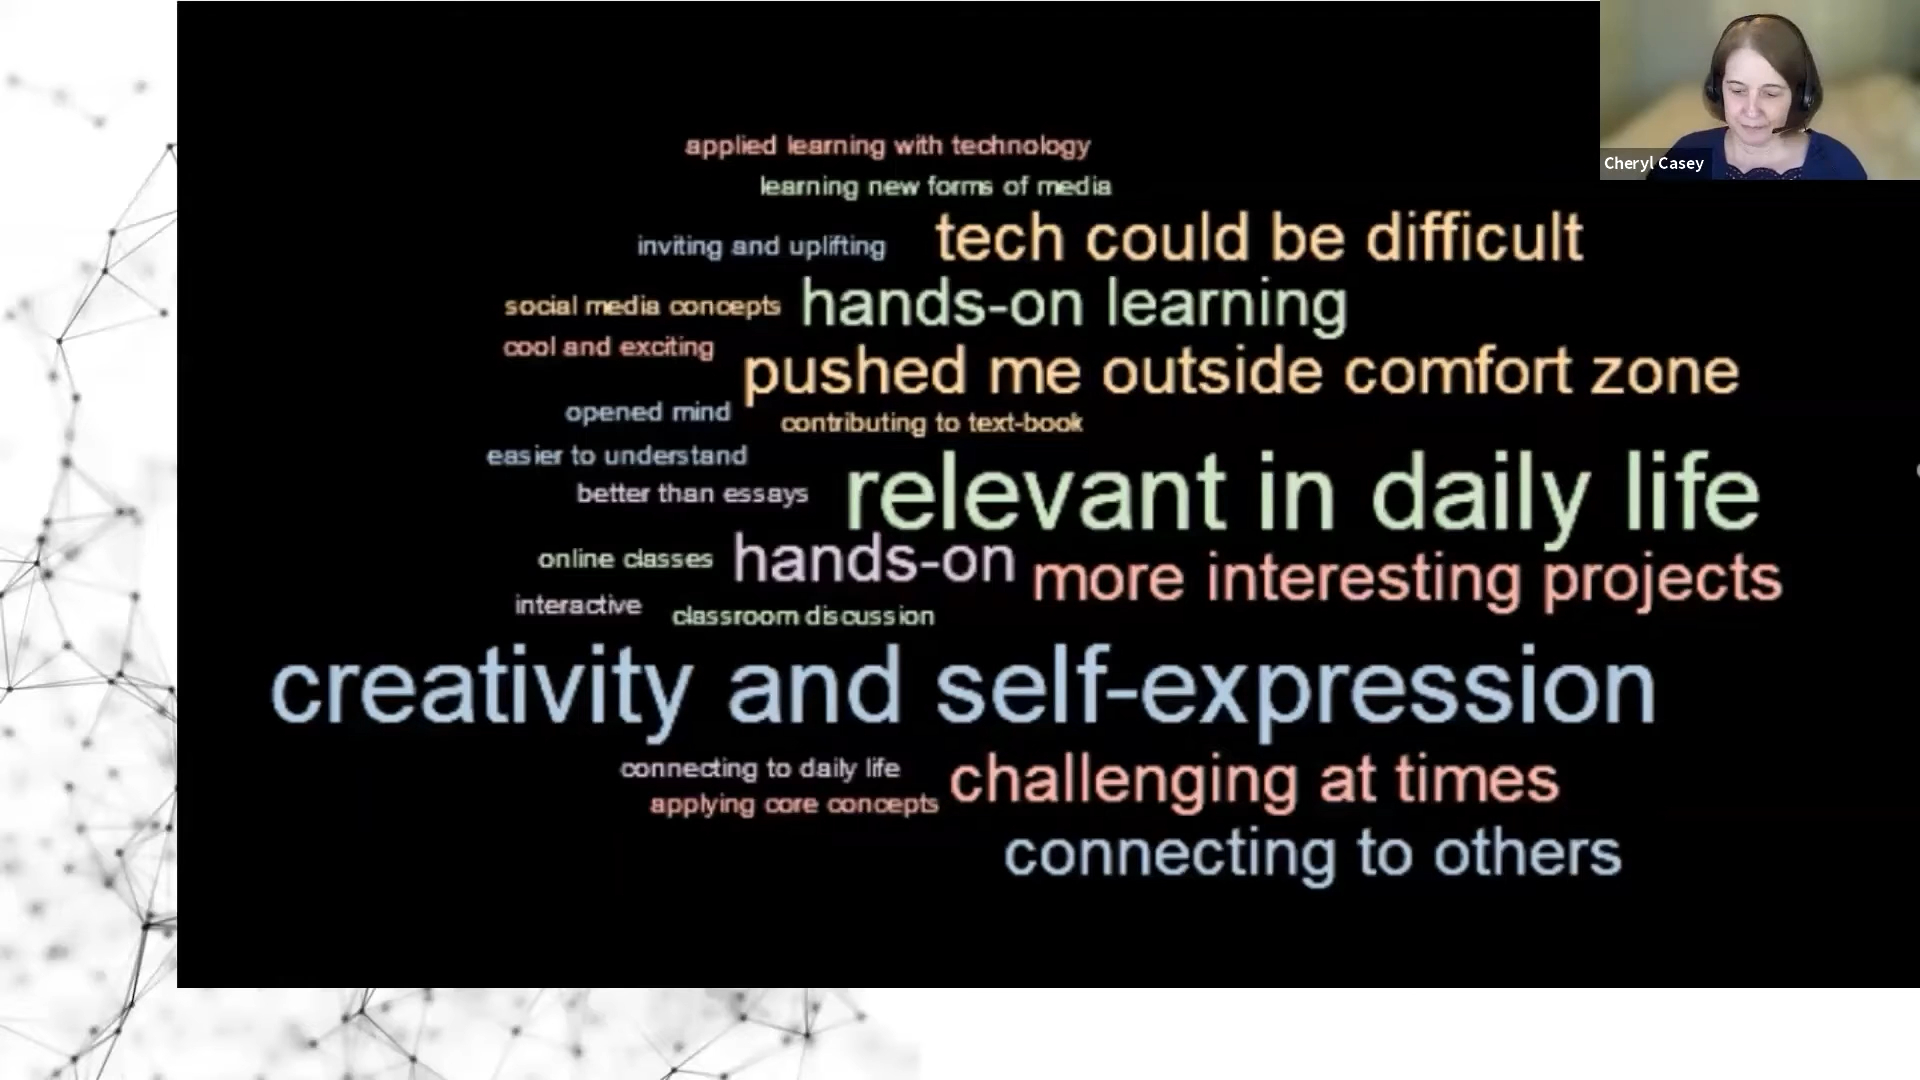 Cheryl Casey
applied learning with technology
learning new forms of media
inviting and uplifting
tech could be difficult
social media concepts
hands-on learning
cool and exciting
pushed me outside comfort zone
opened mind
contributing to text-book
easier to understand
better than essays
relevant in daily life
online classes
hands-on
more interesting projects
interactive
classroom discussion
creativity and self-expression
connecting to daily life
challenging at times
applying core concepts
connecting to others